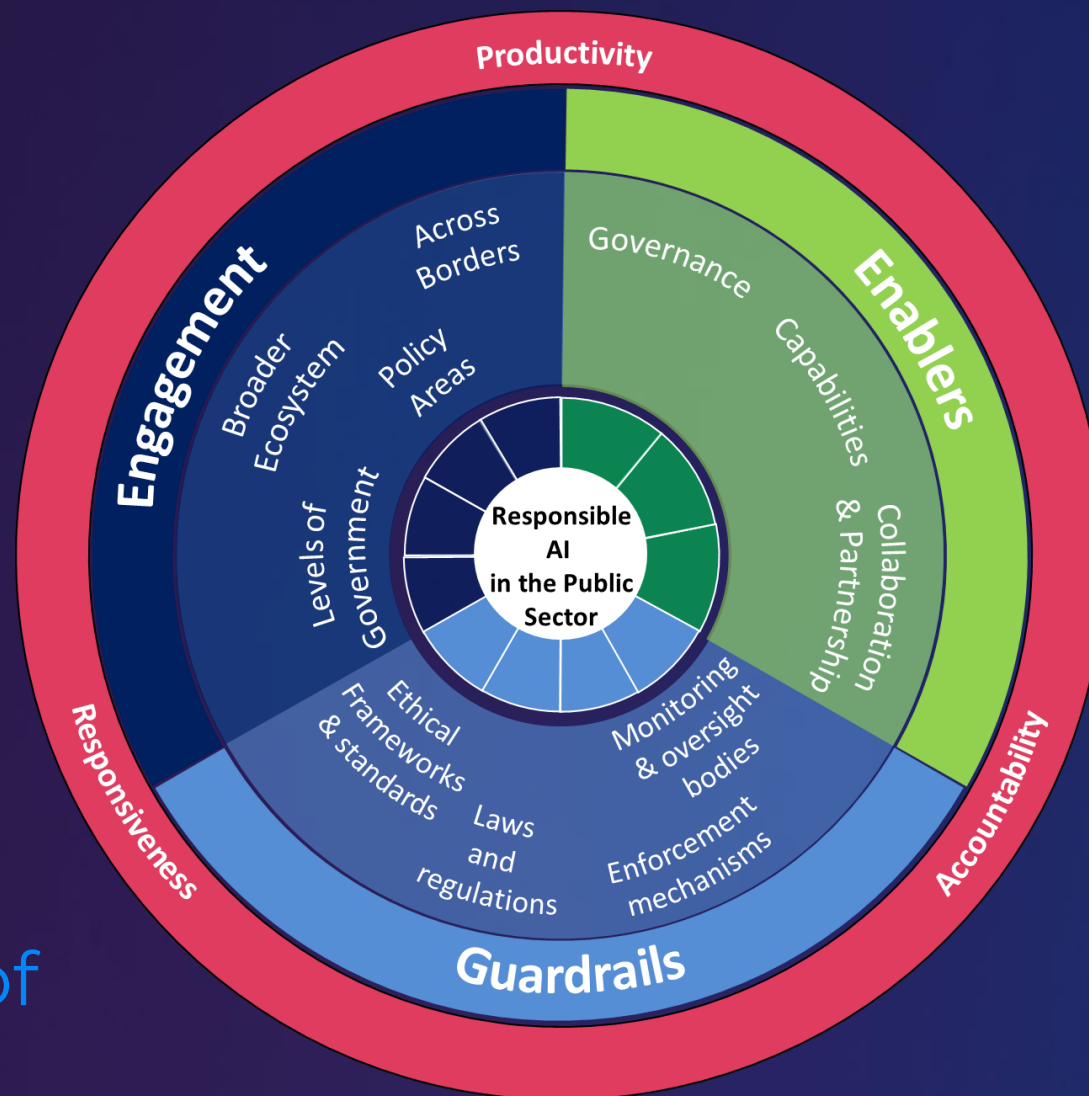 Productivity
Engagement
Across
Borders
Policy
Areas
Broader
Ecosystem
Levels of
Government
Enablers
Governance
Capabilities
Collaboration
& Partnership
Responsible
AI
in the Public
Sector
Ethical
Frameworks
& standards
Laws
and
regulations
Monitoring
& oversight
bodies
Enforcement
mechanisms
Guardrails
Responsiveness
Accountability
of